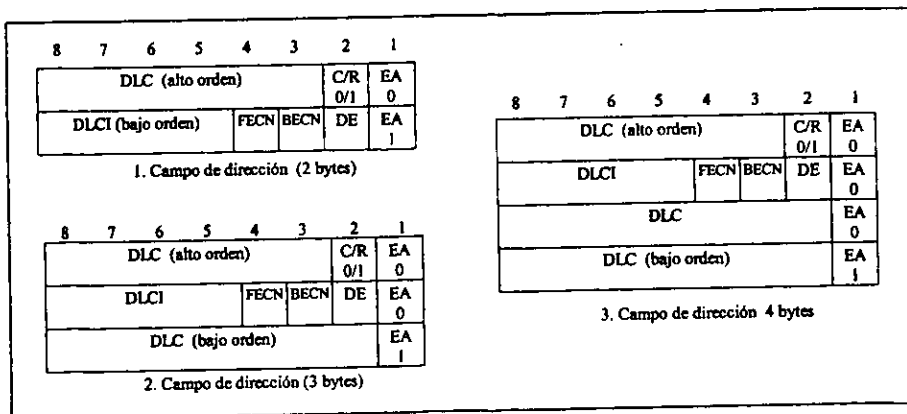 8 7 6 5 4 3 2 1
DLC (alto orden) C/R 0/1 EA 0
DLCI (bajo orden) FECN BECN DE EA 1
1. Campo de dirección (2 bytes)
8 7 6 5 4 3 2 1
DLC (alto orden) C/R 0/1 EA 0
DLCI FECN BECN DE EA 0
DLC (bajo orden) EA 1
2. Campo de dirección (3 bytes)
8 7 6 5 4 3 2 1
DLC (alto orden) C/R 0/1 EA 0
DLCI FECN BECN DE EA 0
DLC EA 0
DLC (bajo orden) EA 1
3. Campo de dirección 4 bytes